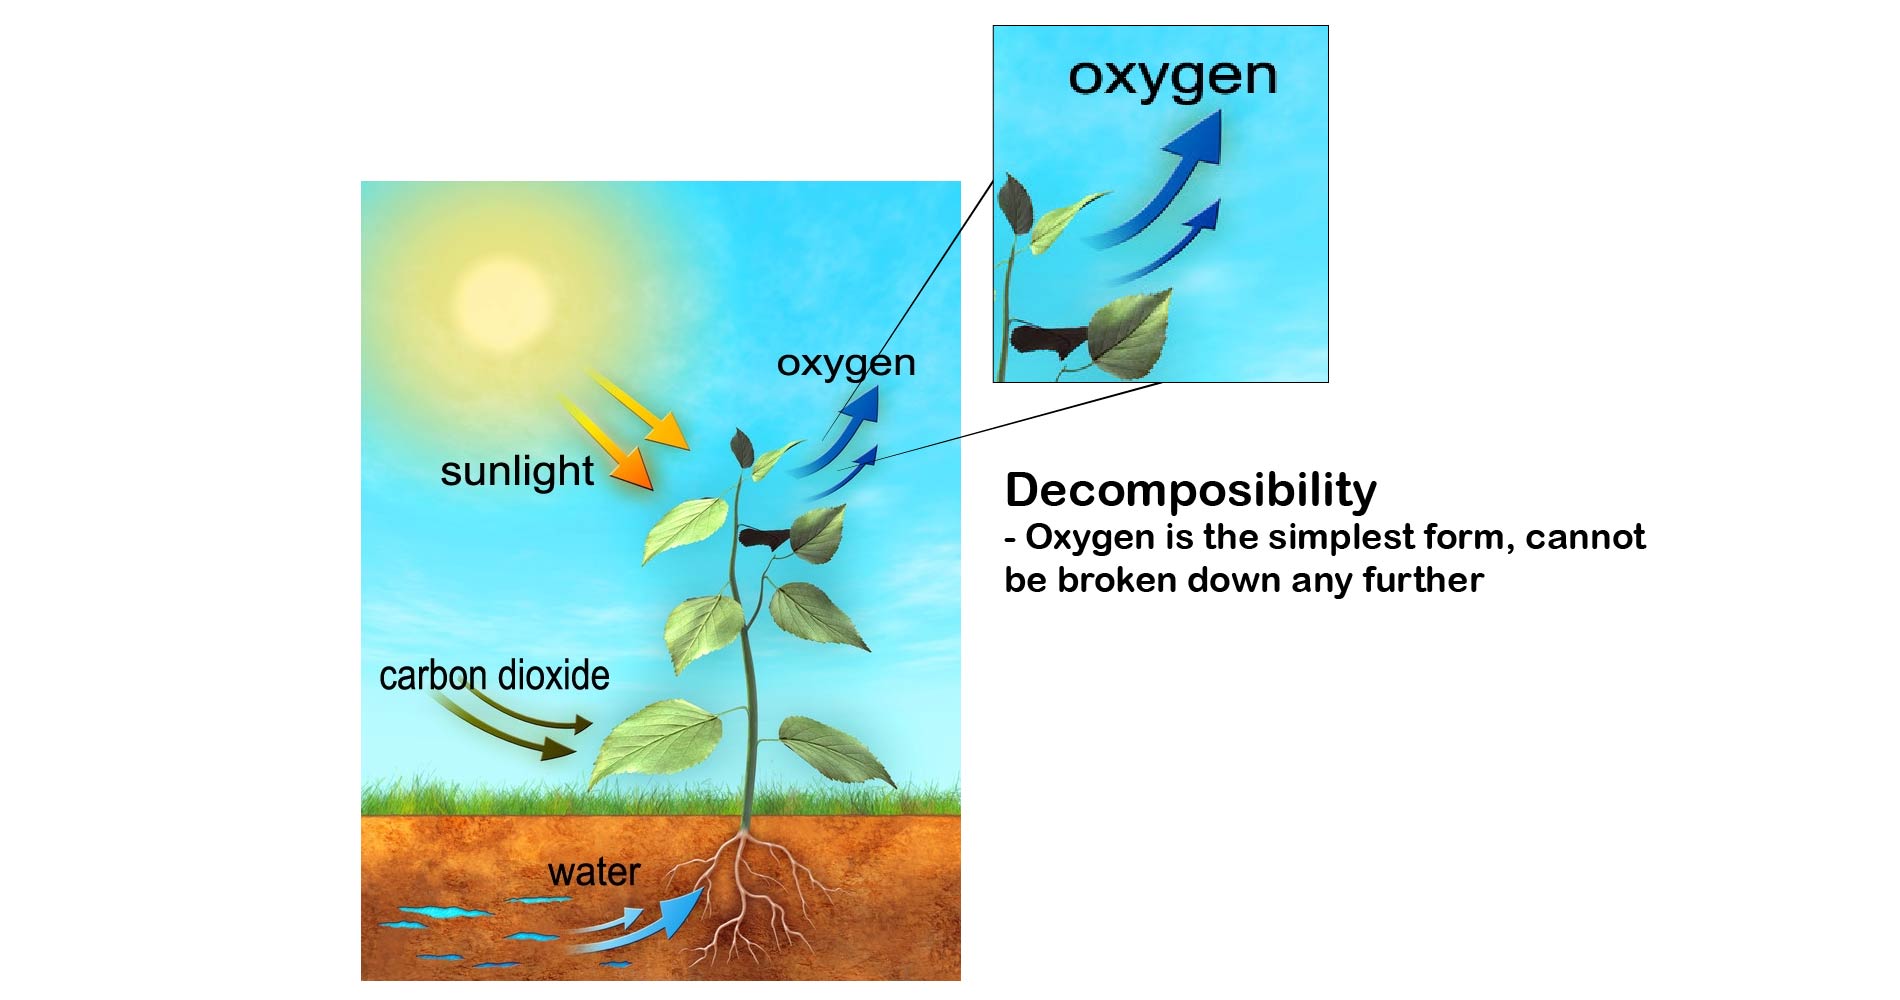 oxygen
oxygen
sunlight
Decomposibility
- Oxygen is the simplest form, cannot
be broken down any further
carbon dioxide
water